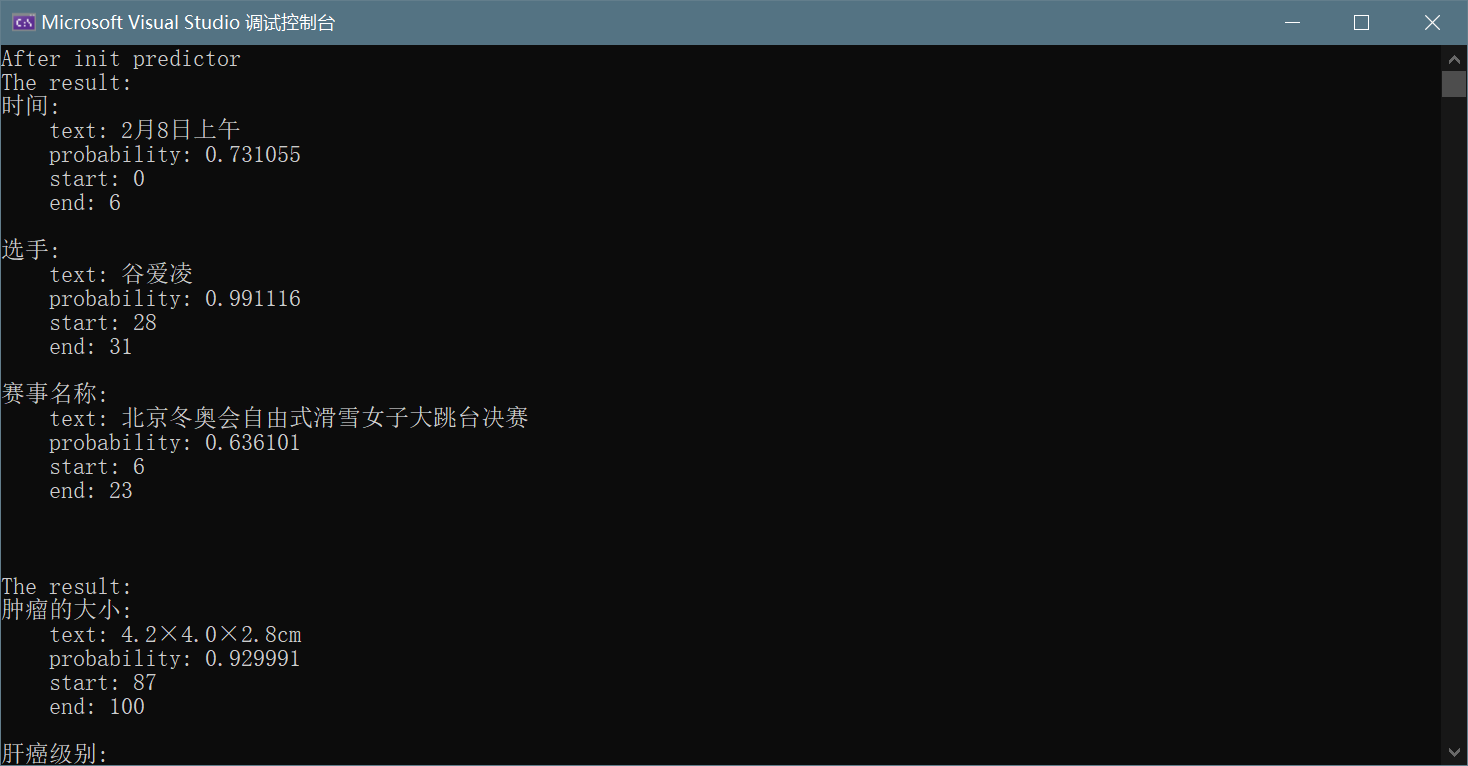 Microsoft Visual Studio 调试控制台
After init predictor
The result:
时间:
text: 2月8日上午
probability: 0.731055
start: 0
end: 6
选手:
text: 谷爱凌
probability: 0.991116
start: 28
end: 31
赛事名称:
text: 北京冬奥会自由式滑雪女子大跳台决赛
probability: 0.636101
start: 6
end: 23
The result:
肿瘤的大小:
text: 4.2×4.0×2.8cm
probability: 0.929991
start: 87
end: 100
肝癌级别: